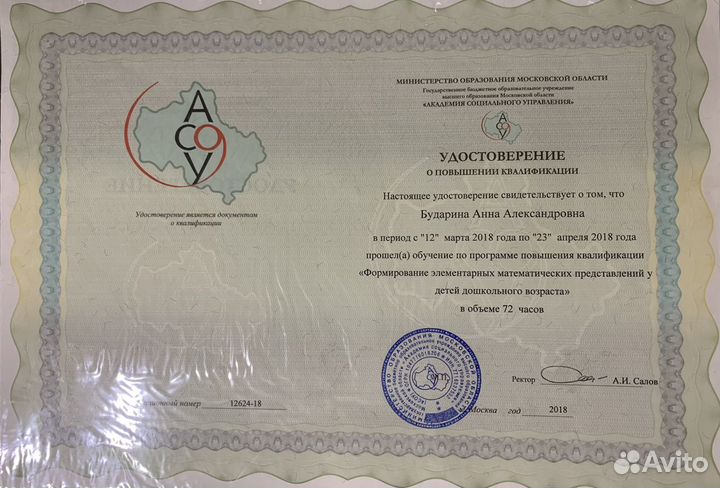 АСОУ
Удостоверение является документом
о квалификации
номер 12624-18
МИНИСТЕРСТВО ОБРАЗОВАНИЯ МОСКОВСКОЙ ОБЛАСТИ
Государственное бюджетное образовательное учреждение
высшего образования Московской области
«АКАДЕМИЯ СОЦИАЛЬНОГО УПРАВЛЕНИЯ»
АСОУ
УДОСТОВЕРЕНИЕ
О ПОВЫШЕНИИ КВАЛИФИКАЦИИ
Настоящее удостоверение свидетельствует о том, что
Бударина Анна Александровна
в период с "12" марта 2018 года по "23" апреля 2018 года
прошел(а) обучение по программе повышения квалификации
«Формирование элементарных математических представлений у
детей дошкольного возраста»
в объеме 72 часов
Ректор А.И. Салов
Москва год 2018
Avito